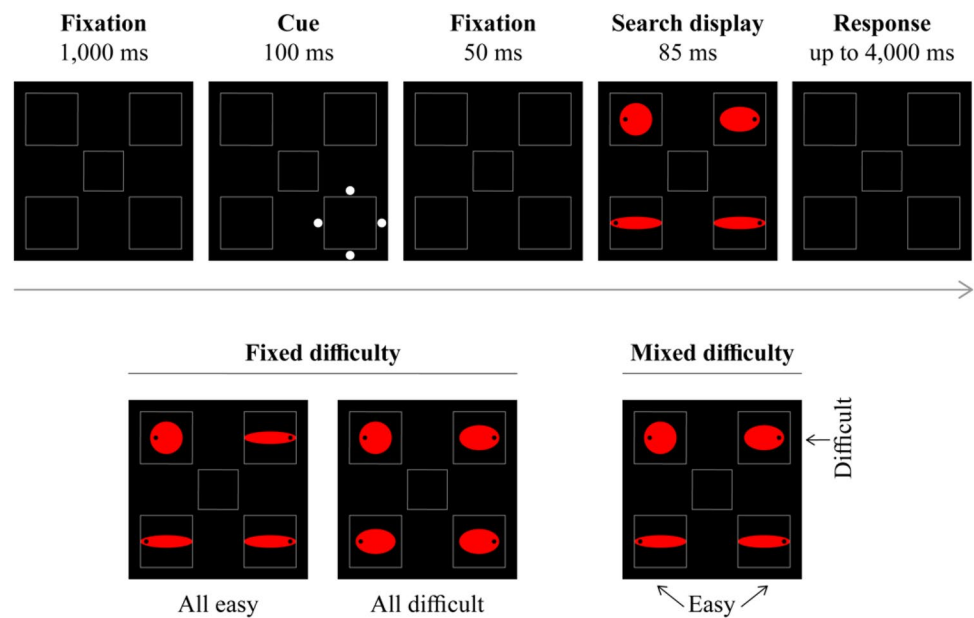 Fixation
1,000 ms
Cue
100 ms
Fixation
50 ms
Search display
85 ms
Response
up to 4,000 ms
Fixed difficulty
Mixed difficulty
Difficult
All easy
All difficult
Easy